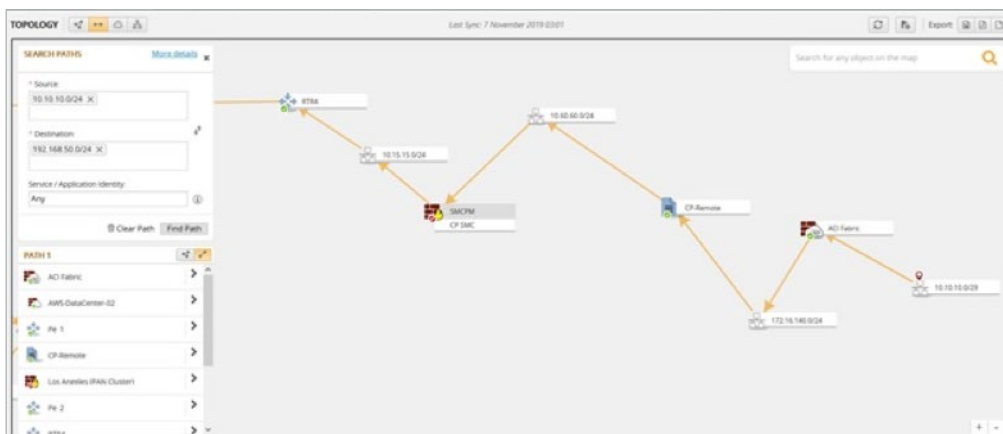 TOPOLOGY
Last Sync: 7 November 2019 03:01
Export:
SEARCH PATHS More details
* Source
10.10.10.0/24 ×
* Destination
192.168.50.0/24 ×
Service / Application Identity:
Any
Clear Path Find Path
PATH 1
ACI Fabric
AWS-DataCenter-02
Pe 1
CP-Remote
Los Angeles (PAN Cluster)
Pe 2
RTR4
Search for any object on the map
RTR4
10.60.60.0/24
10.15.15.0/24
SMCPM
CP SMC
CP-Remote
ACI Fabric
10.10.10.0/29
172.16.140.0/24